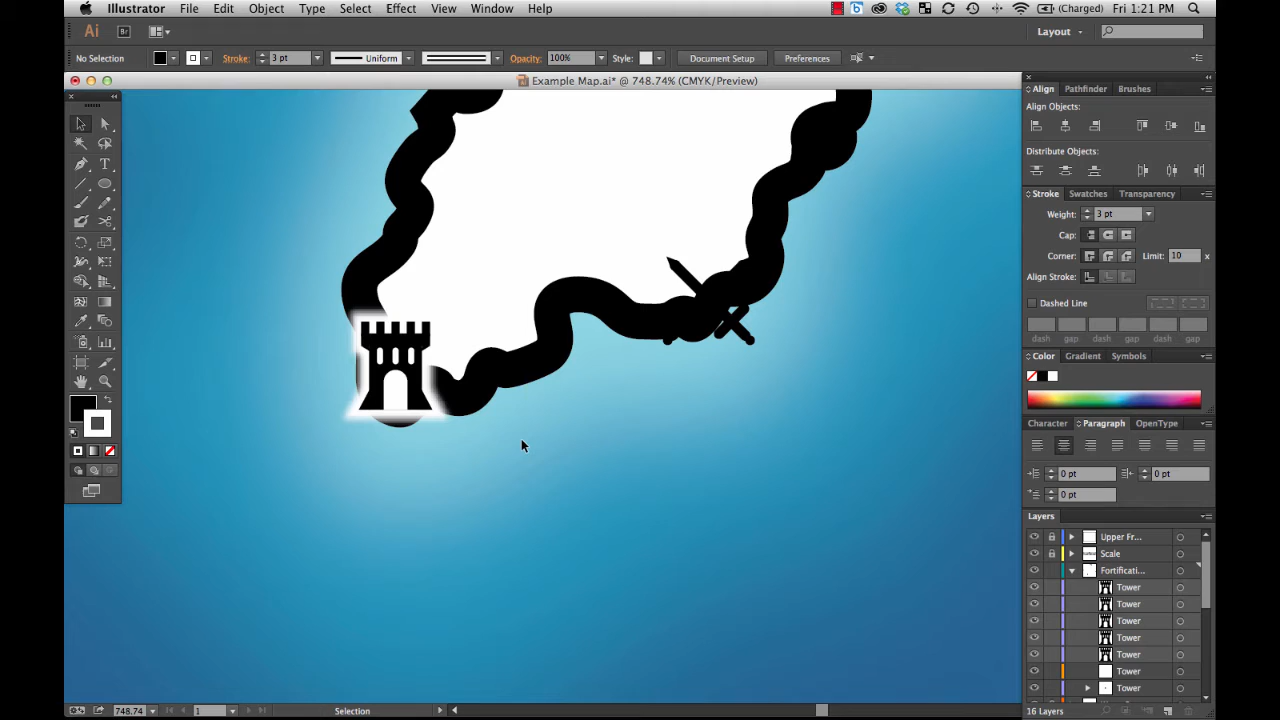 Illustrator File Edit Object Type Select Effect View Window Help (Charged) Fri 1:21 PM
Ai Br Layout
No Selection Stroke: 3 pt Uniform Opacity: 100% Style: Document Setup Preferences
Example Map.ai* @ 748.74% (CMYK/Preview)
Align Pathfinder Brushes
Align Objects:
Distribute Objects:
Stroke Swatches Transparency
Weight: 3 pt
Cap:
Corner: Limit: 10 x
Align Stroke:
Dashed Line
dash gap dash gap dash gap
Color Gradient Symbols
Character Paragraph OpenType
0 pt 0 pt
0 pt
Layers
Upper Fr...
Scale
Fortificati...
Tower
Tower
Tower
Tower
Tower
Tower
Tower
748.74 1 Selection 16 Layers